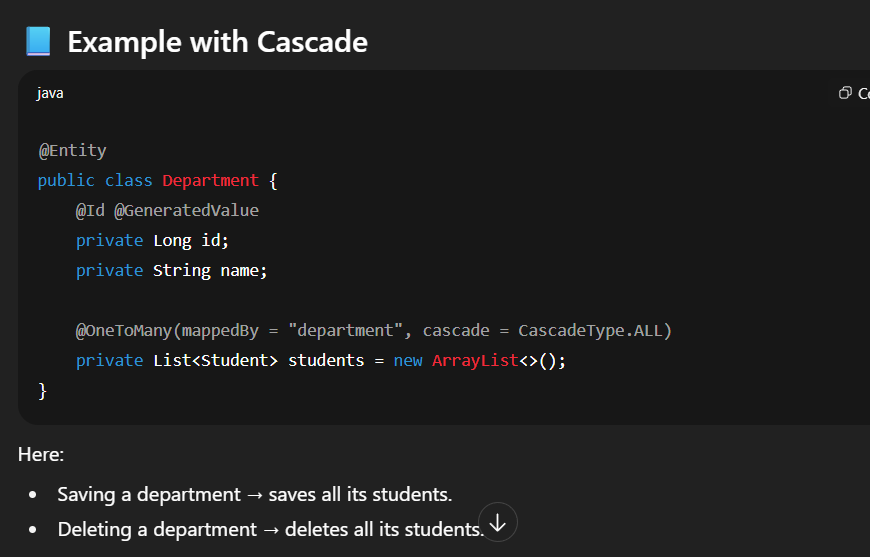 📘 Example with Cascade
java
Co
@Entity
public class Department {
    @Id @GeneratedValue
    private Long id;
    private String name;

    @OneToMany(mappedBy = "department", cascade = CascadeType.ALL)
    private List<Student> students = new ArrayList<>();
}
Here:
• Saving a department → saves all its students.
• Deleting a department → deletes all its students.